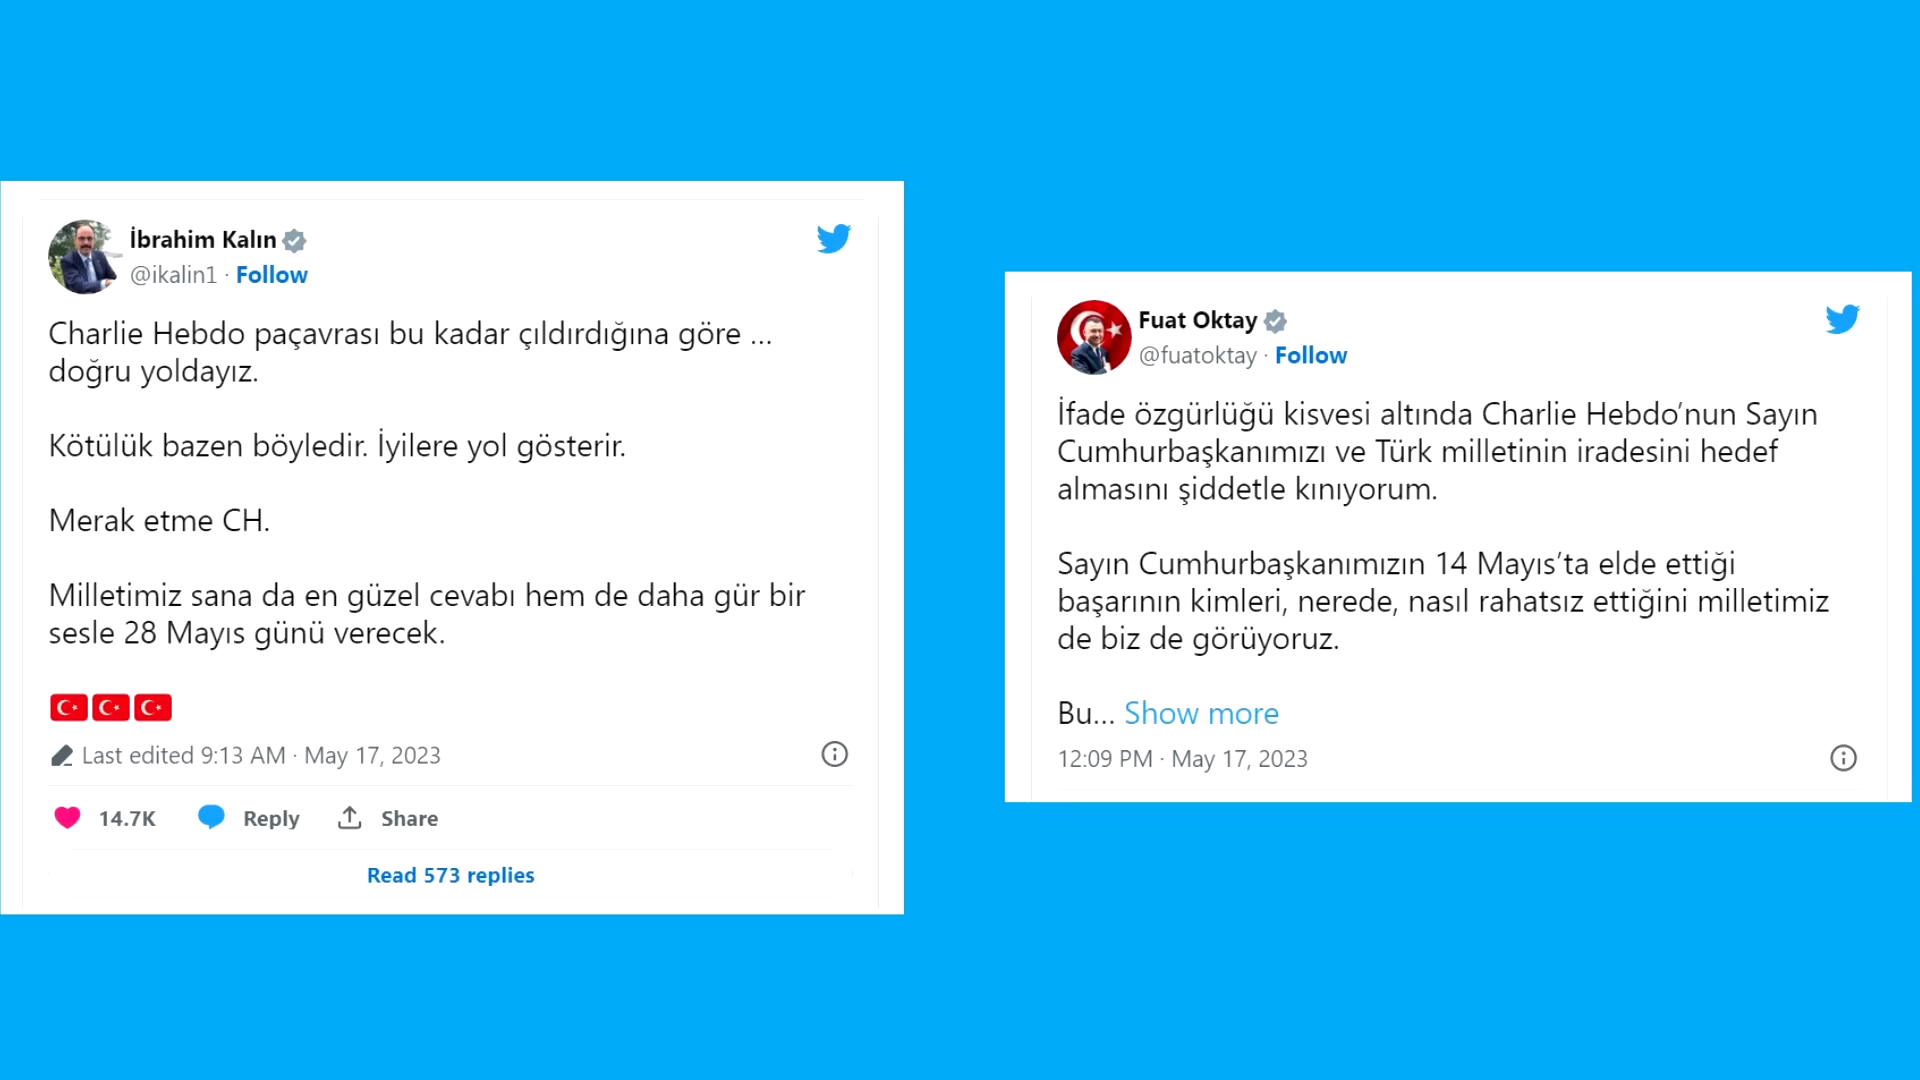 İbrahim Kalın
@ikalin1 · Follow
Charlie Hebdo paçavrası bu kadar çıldırdığına göre ...
doğru yoldayız.
Kötülük bazen böyledir. İyilere yol gösterir.
Merak etme CH.
Milletimiz sana da en güzel cevabı hem de daha gür bir
sesle 28 Mayıs günü verecek.
Last edited 9:13 AM · May 17, 2023
14.7K Reply Share
Read 573 replies
Fuat Oktay
@fuatoktay · Follow
İfade özgürlüğü kisvesi altında Charlie Hebdo’nun Sayın
Cumhurbaşkanımızı ve Türk milletinin iradesini hedef
almasını şiddetle kınıyorum.
Sayın Cumhurbaşkanımızın 14 Mayıs’ta elde ettiği
başarının kimleri, nerede, nasıl rahatsız ettiğini milletimiz
de biz de görüyoruz.
Bu... Show more
12:09 PM · May 17, 2023